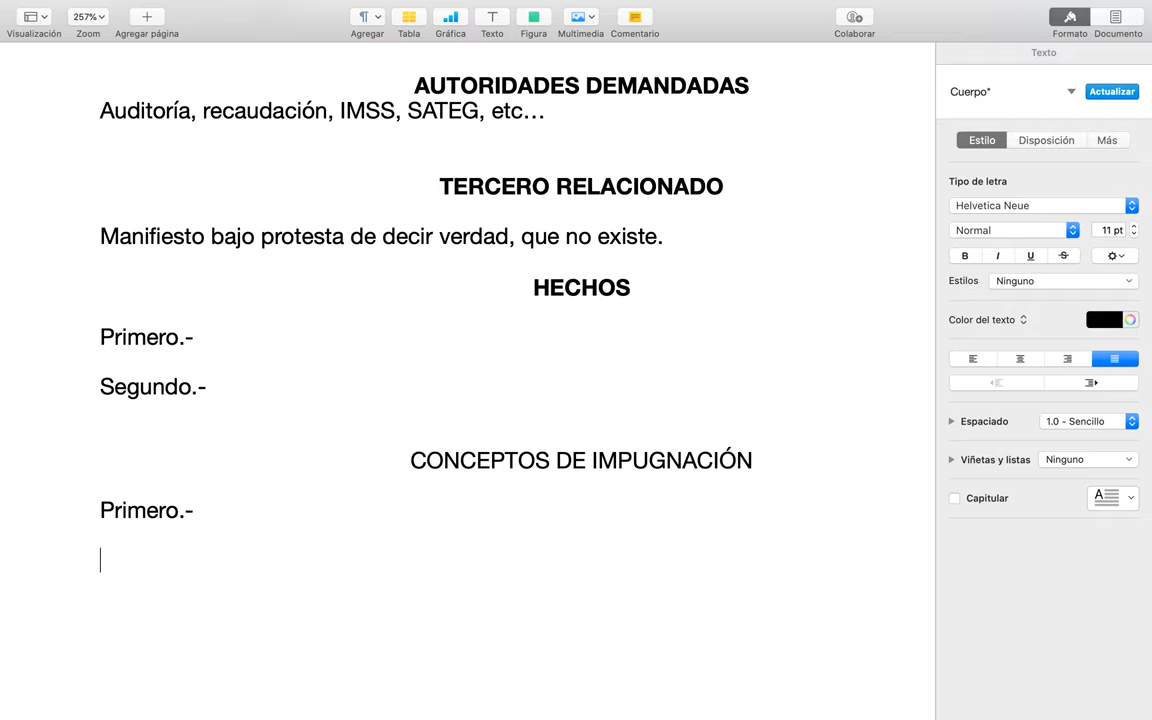 257%
Visualización Zoom Agregar página Agregar Tabla Gráfica Texto Figura Multimedia Comentario Colaborar Formato Documento
Texto
AUTORIDADES DEMANDADAS
Auditoría, recaudación, IMSS, SATEG, etc…
TERCERO RELACIONADO
Manifiesto bajo protesta de decir verdad, que no existe.
HECHOS
Primero.-
Segundo.-
CONCEPTOS DE IMPUGNACIÓN
Primero.-
Cuerpo* Actualizar
Estilo Disposición Más
Tipo de letra
Helvetica Neue
Normal 11 pt
B I U S
Estilos Ninguno
Color del texto
Espaciado 1.0 - Sencillo
Viñetas y listas Ninguno
Capitular A